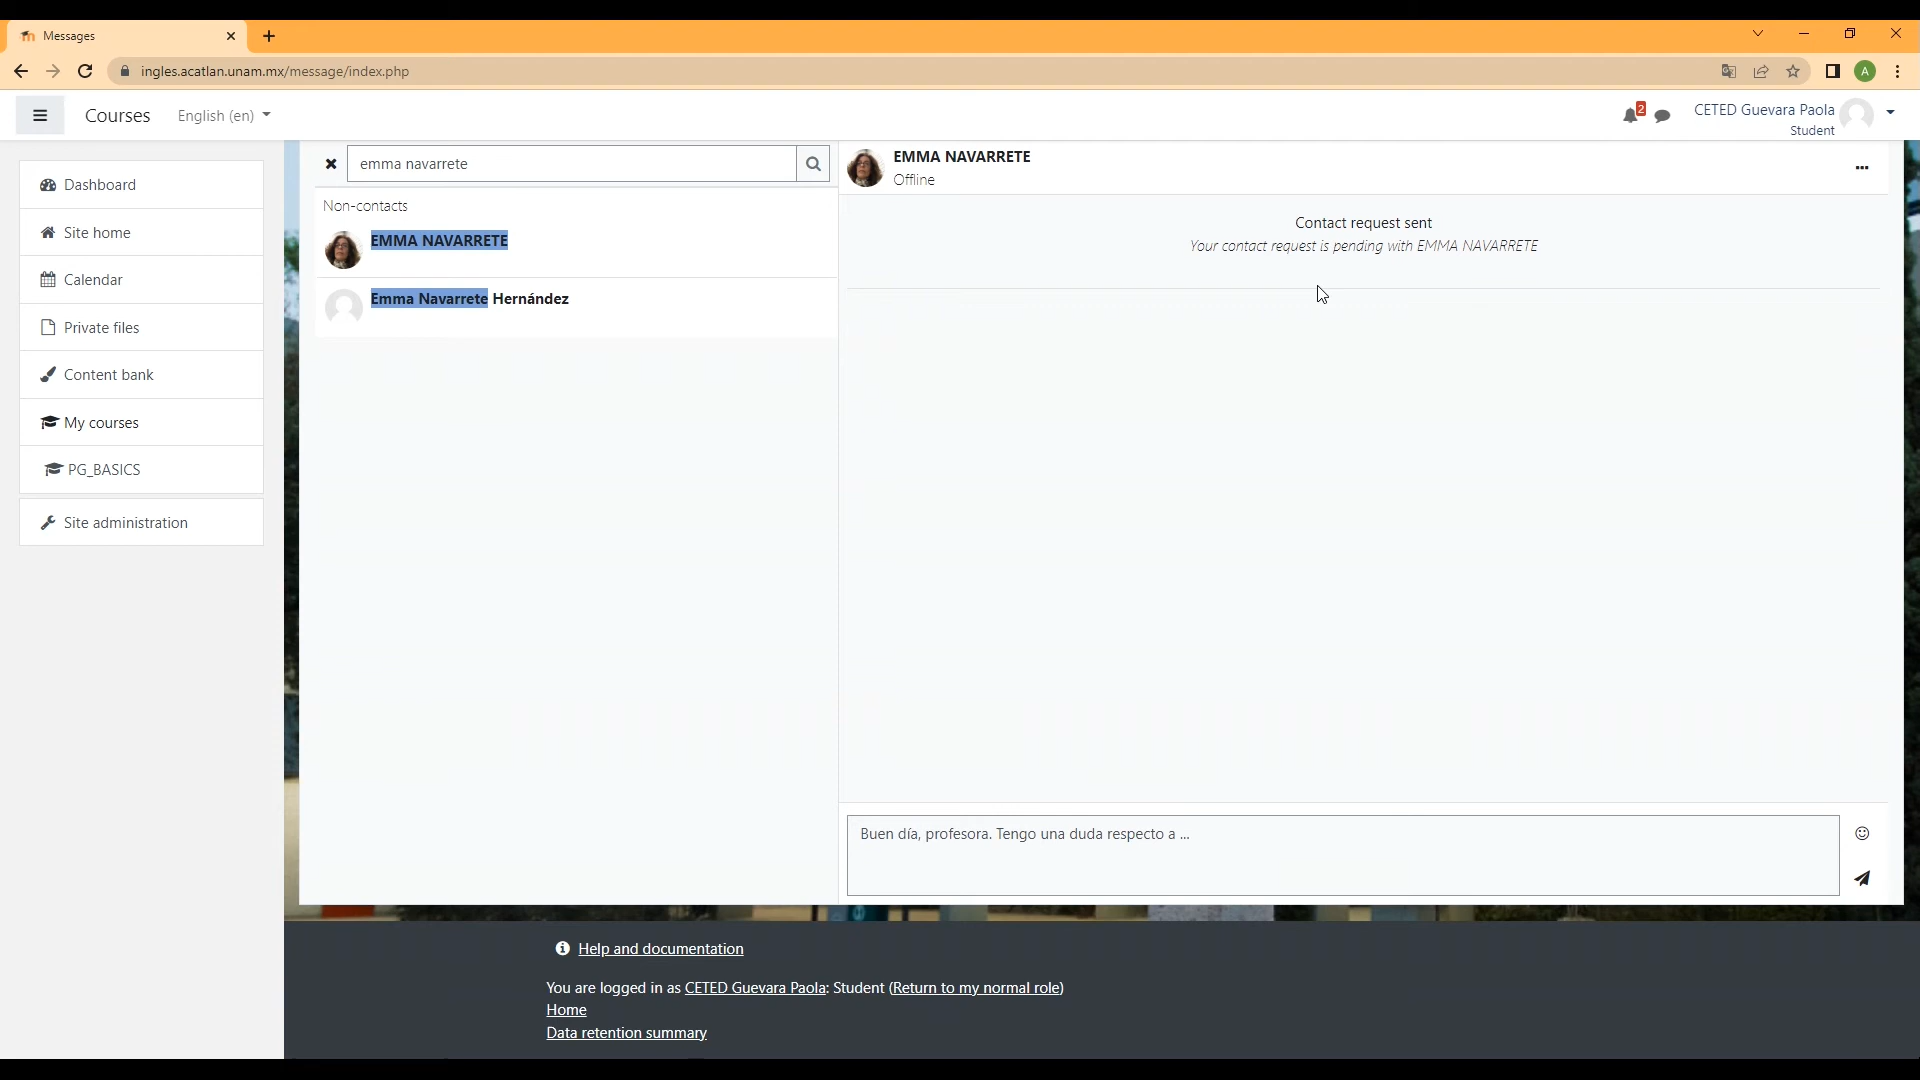 Messages
ingles.acatlan.unam.mx/message/index.php
A
Courses
English (en)
2
CETED Guevara Paola
Student
Dashboard
Site home
Calendar
Private files
Content bank
My courses
PG_BASICS
Site administration
emma navarrete
Non-contacts
EMMA NAVARRETE
Emma Navarrete Hernández
EMMA NAVARRETE
Offline
Contact request sent
Your contact request is pending with EMMA NAVARRETE
Buen día, profesora. Tengo una duda respecto a ...
Help and documentation
You are logged in as CETED Guevara Paola: Student (Return to my normal role)
Home
Data retention summary